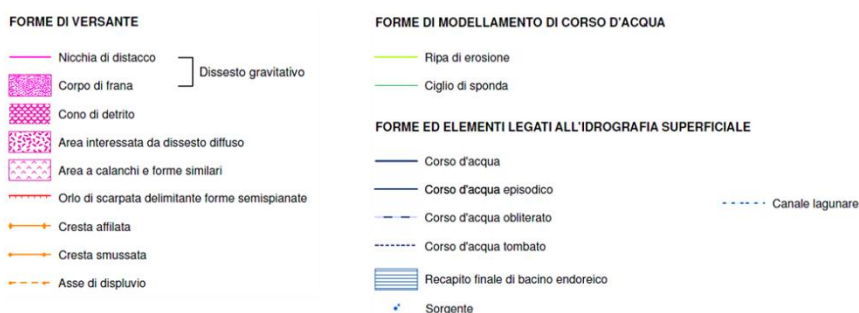 FORME DI VERSANTE
Nicchia di distacco
Corpo di frana
Dissesto gravitativo
Cono di detrito
Area interessata da dissesto diffuso
Area a calanchi e forme similari
Orlo di scarpata delimitante forme semispianate
Cresta affilata
Cresta smussata
Asse di displuvio
FORME DI MODELLAMENTO DI CORSO D'ACQUA
Ripa di erosione
Ciglio di sponda
FORME ED ELEMENTI LEGATI ALL'IDROGRAFIA SUPERFICIALE
Corso d'acqua
Corso d'acqua episodico
Corso d'acqua obliterato
Corso d'acqua tombato
Recapito finale di bacino endoreico
Sorgente
Canale lagunare